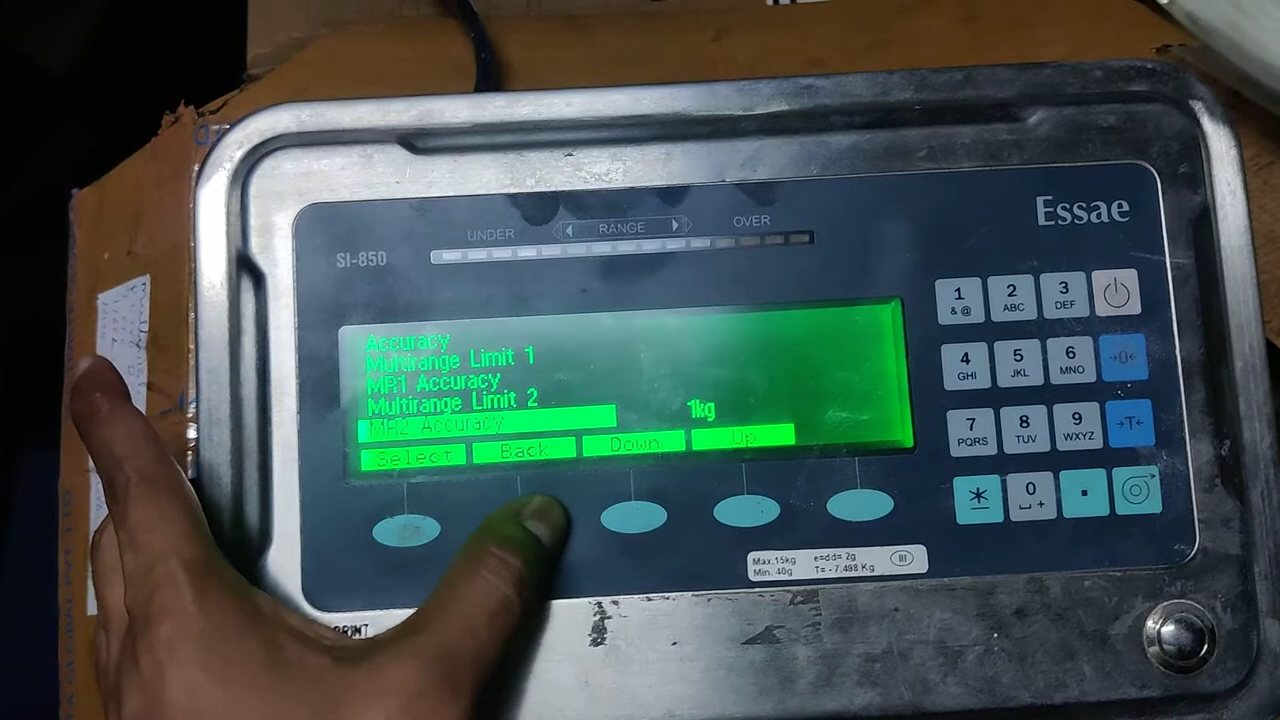 Essae
UNDER
RANGE
OVER
SI-850
Accuracy
Multirange Limit 1
MR1 Accuracy
Multirange Limit 2
MR2 Accuracy 1kg
Select Back Down Up
1 & @
2 ABC
3 DEF
4 GHI
5 JKL
6 MNO
→0←
7 PQRS
8 TUV
9 WXYZ
→T←
*
0 +
.
Max.15kg e=dd= 2g
Min. 40g T= -7.498 Kg
III
PRINT